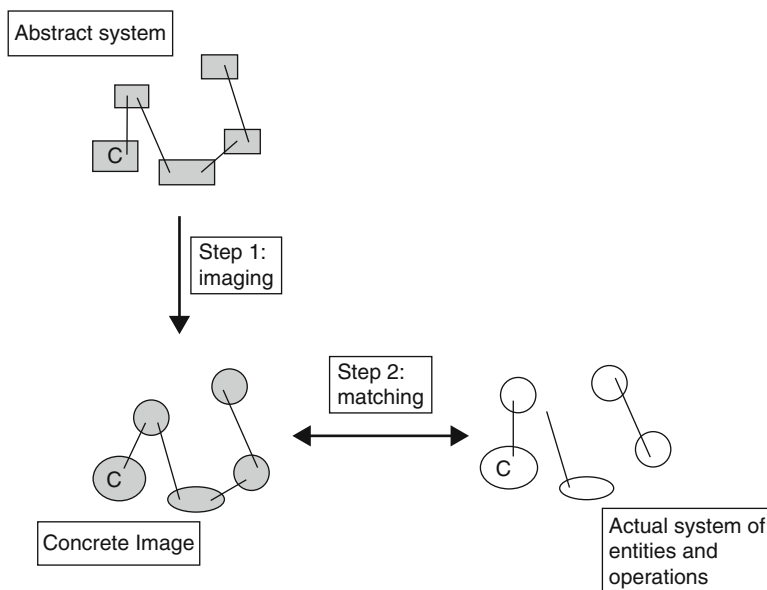 Abstract system
C
Step 1:
imaging
Step 2:
matching
C
C
Concrete Image
Actual system of
entities and
operations